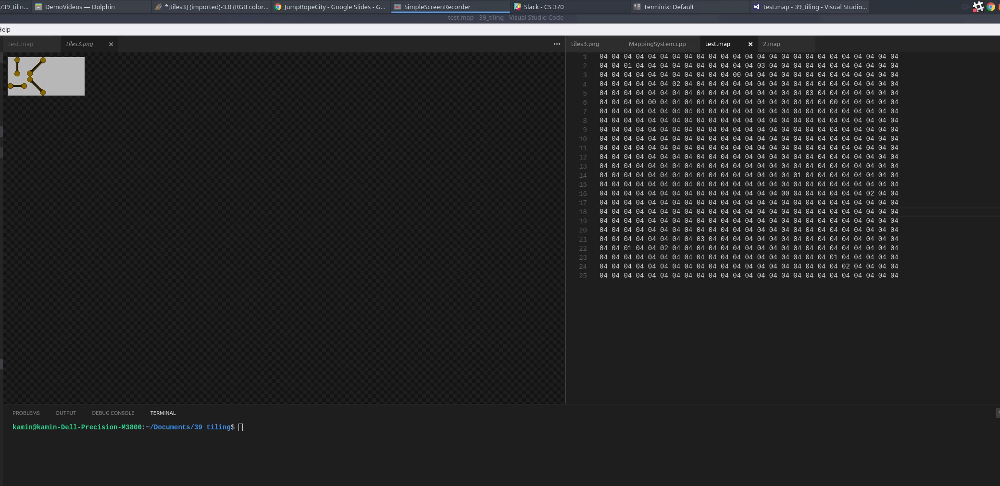 /39_tilin... DemoVideos — Dolphin *[tiles3] (imported)-3.0 (RGB color... JumpRopeCity - Google Slides - G... SimpleScreenRecorder Slack - CS 370 Terminix: Default test.map - 39_tiling - Visual Studio...
test.map - 39_tiling - Visual Studio Code
Help
test.map tiles3.png ... tiles3.png MappingSystem.cpp test.map 2.map
1 04 04 04 04 04 04 04 04 04 04 04 04 04 04 04 04 04 04 04 04 04 04 04 04 04
2 04 04 01 04 04 04 04 04 04 04 04 04 04 03 04 04 04 04 04 04 04 04 04 04 04
3 04 04 04 04 04 04 04 04 04 04 04 00 04 04 04 04 04 04 04 04 04 04 04 04 04
4 04 04 04 04 04 04 02 04 04 04 04 04 04 04 04 04 04 04 04 04 04 04 04 04 04
5 04 04 04 04 04 04 04 04 04 04 04 04 04 04 04 04 04 03 04 04 04 04 04 04 04
6 04 04 04 04 00 04 04 04 04 04 04 04 04 04 04 04 04 04 04 00 04 04 04 04 04
7 04 04 04 04 04 04 04 04 04 04 04 04 04 04 04 04 04 04 04 04 04 04 04 04 04
8 04 04 04 04 04 04 04 04 04 04 04 04 04 04 04 04 04 04 04 04 04 04 04 04 04
9 04 04 04 04 04 04 04 04 04 04 04 04 04 04 04 04 04 04 04 04 04 04 04 04 04
10 04 04 04 04 04 04 04 04 04 04 04 04 04 04 04 04 04 04 04 04 04 04 04 04 04
11 04 04 04 04 04 04 04 04 04 04 04 04 04 04 04 04 04 04 04 04 04 04 04 04 04
12 04 04 04 04 04 04 04 04 04 04 04 04 04 04 04 04 04 04 04 04 04 04 04 04 04
13 04 04 04 04 04 04 04 04 04 04 04 04 04 04 04 04 04 04 04 04 04 04 04 04 04
14 04 04 04 04 04 04 04 04 04 04 04 04 04 04 04 04 01 04 04 04 04 04 04 04 04
15 04 04 04 04 04 04 04 04 04 04 04 04 04 04 04 04 04 04 04 04 04 04 04 04 04
16 04 04 04 04 04 04 04 04 04 04 04 04 04 04 04 00 04 04 04 04 04 04 02 04 04
17 04 04 04 04 04 04 04 04 04 04 04 04 04 04 04 04 04 04 04 04 04 04 04 04 04
18 04 04 04 04 04 04 04 04 04 04 04 04 04 04 04 04 04 04 04 04 04 04 04 04 04
19 04 04 04 04 04 04 04 04 04 04 04 04 04 04 04 04 04 04 04 04 04 04 04 04 04
20 04 04 04 04 04 04 04 04 04 04 04 04 04 04 04 04 04 04 04 04 04 04 04 04 04
21 04 04 04 04 04 04 04 04 03 04 04 04 04 04 04 04 04 04 04 04 04 04 04 04 04
22 04 04 01 04 04 02 04 04 04 04 04 04 04 04 04 04 04 04 04 04 04 04 04 04 04
23 04 04 04 04 04 04 04 04 04 04 04 04 04 04 04 04 04 04 04 01 04 04 04 04 04
24 04 04 04 04 04 04 04 04 04 04 04 04 04 04 04 04 04 04 04 04 02 04 04 04 04
25 04 04 04 04 04 04 04 04 04 04 04 04 04 04 04 04 04 04 04 04 04 04 04 04 04
PROBLEMS OUTPUT DEBUG CONSOLE TERMINAL
kamin@kamin-Dell-Precision-M3800:~/Documents/39_tiling$